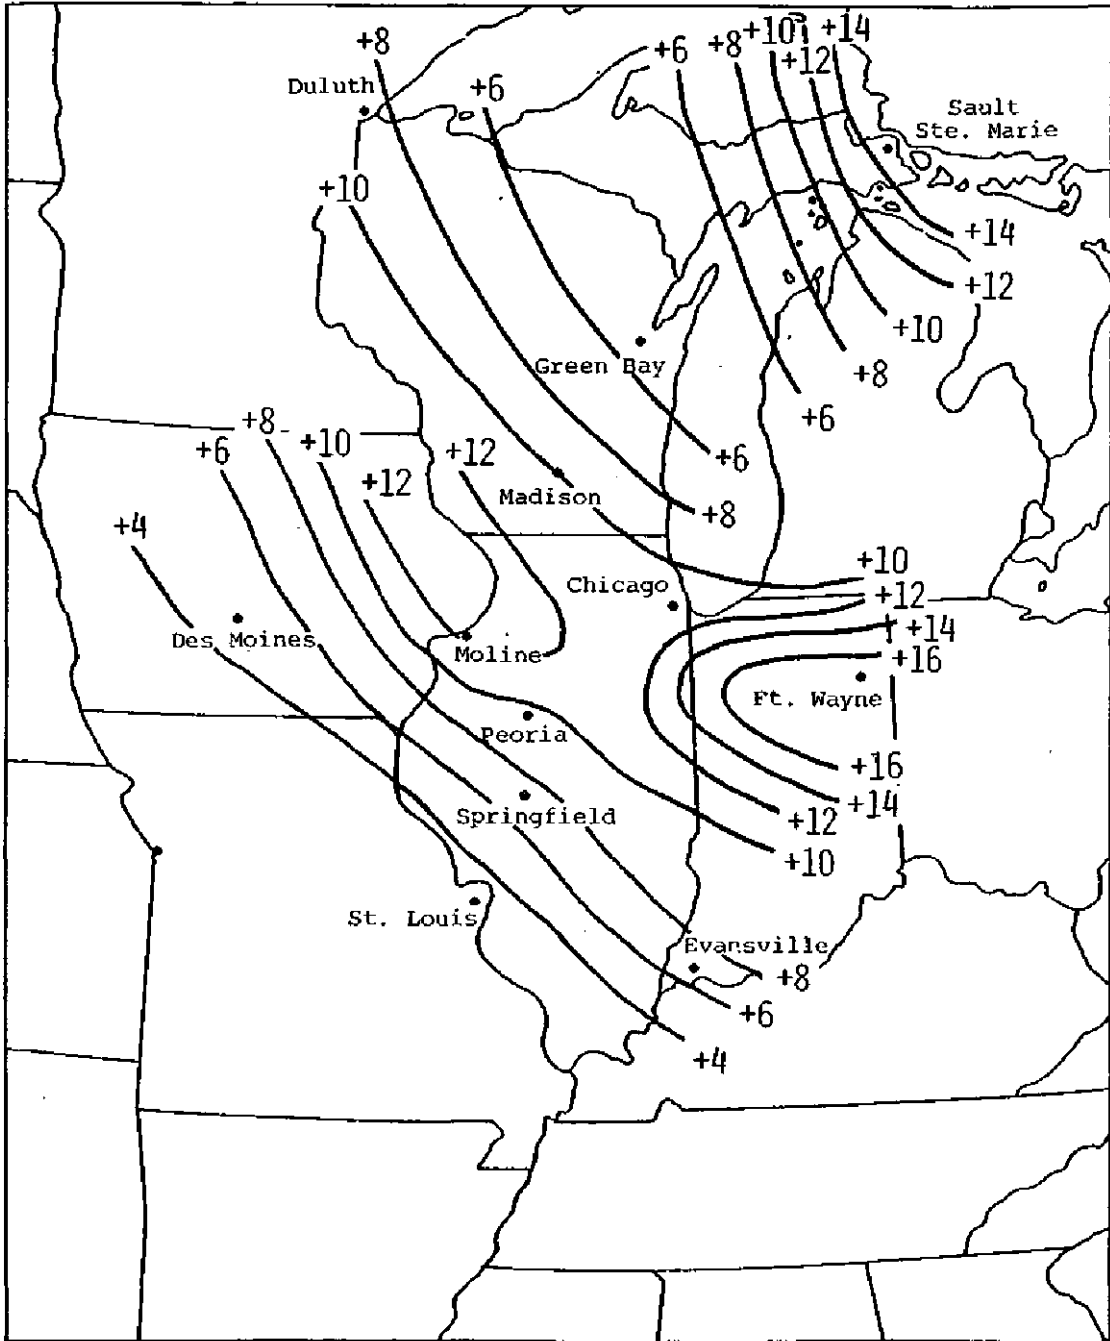 +8
+6
+6
+8
+10
+12
+14
Duluth
Sault
Ste. Marie
+10
+14
+12
+10
+8
+6
Green Bay
+6
+8
+8
+10
+6
+12
+12
+4
Madison
Chicago
+10
+12
+14
+16
Des Moines
Moline
Ft. Wayne
Peoria
+16
+14
+12
+10
Springfield
St. Louis
Evansville
+8
+6
+4